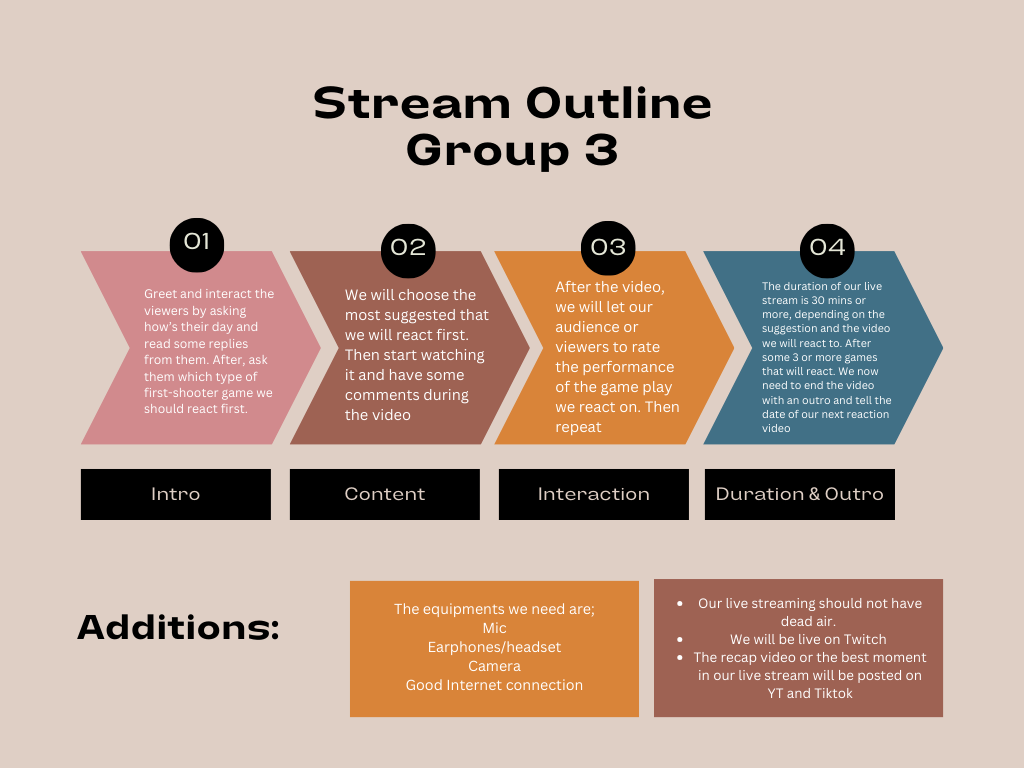 Stream Outline
Group 3
01
Greet and interact the
viewers by asking
how's their day and
read some replies
from them. After, ask
them which type of
first-shooter game we
should react first.
Intro
02
We will choose the
most suggested that
we will react first.
Then start watching
it and have some
comments during
the video
Content
03
After the video,
we will let our
audience or
viewers to rate
the performance
of the game play
we react on. Then
repeat
Interaction
04
The duration of our live
stream is 30 mins or
more, depending on the
suggestion and the video
we will react to. After
some 3 or more games
that will react. We now
need to end the video
with an outro and tell the
date of our next reaction
video
Duration & Outro
Additions:
The equipments we need are;
Mic
Earphones/headset
Camera
Good Internet connection
• Our live streaming should not have
dead air.
• We will be live on Twitch
• The recap video or the best moment
in our live stream will be posted on
YT and Tiktok